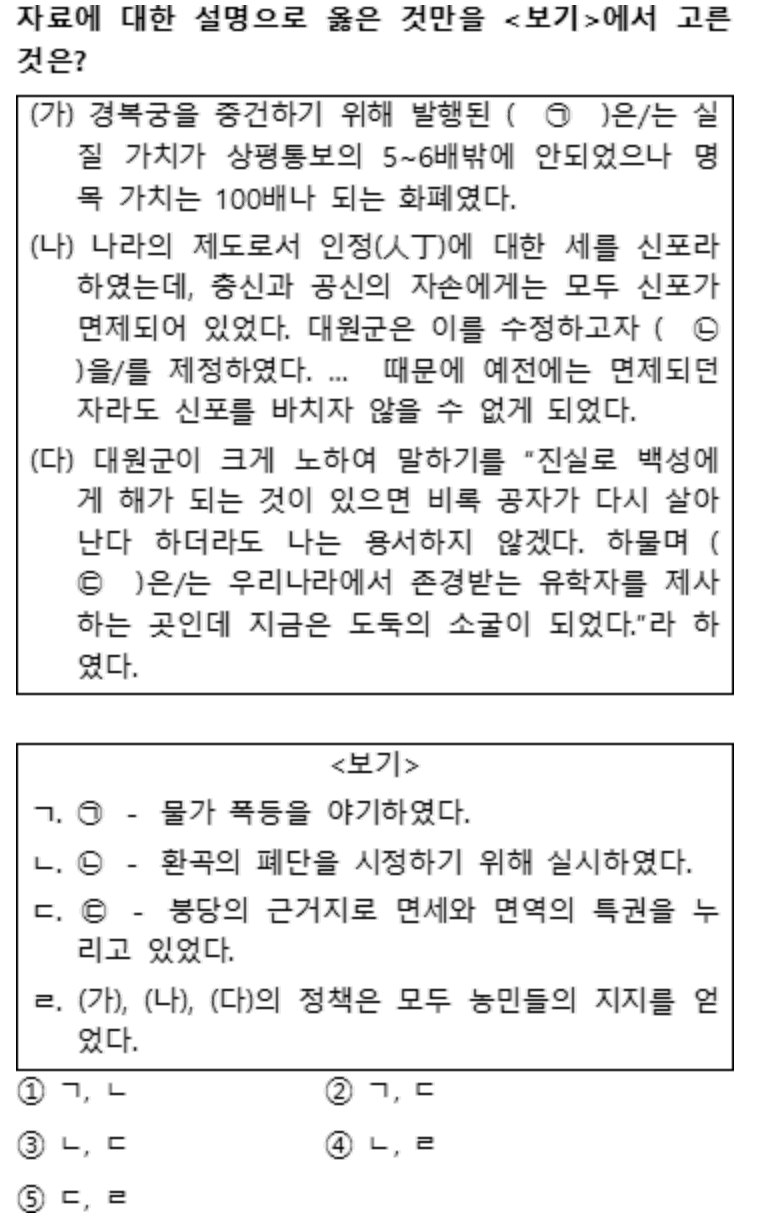 자료에 대한 설명으로 옳은 것만을 <보기>에서 고른
것은?
(가) 경복궁을 중건하기 위해 발행된 ( ㉠ )은/는 실
질 가치가 상평통보의 5~6배밖에 안되었으나 명
목 가치는 100배나 되는 화폐였다.
(나) 나라의 제도로서 인정(人丁)에 대한 세를 신포라
하였는데, 충신과 공신의 자손에게는 모두 신포가
면제되어 있었다. 대원군은 이를 수정하고자 ( ㉡
)을/를 제정하였다. ... 때문에 예전에는 면제되던
자라도 신포를 바치자 않을 수 없게 되었다.
(다) 대원군이 크게 노하여 말하기를 “진실로 백성에
게 해가 되는 것이 있으면 비록 공자가 다시 살아
난다 하더라도 나는 용서하지 않겠다. 하물며 (
㉢ )은/는 우리나라에서 존경받는 유학자를 제사
하는 곳인데 지금은 도둑의 소굴이 되었다.”라 하
였다.
<보기>
ㄱ. ㉠ - 물가 폭등을 야기하였다.
ㄴ. ㉡ - 환곡의 폐단을 시정하기 위해 실시하였다.
ㄷ. ㉢ - 붕당의 근거지로 면세와 면역의 특권을 누
리고 있었다.
ㄹ. (가), (나), (다)의 정책은 모두 농민들의 지지를 얻
었다.
① ㄱ, ㄴ ② ㄱ, ㄷ
③ ㄴ, ㄷ ④ ㄴ, ㄹ
⑤ ㄷ, ㄹ